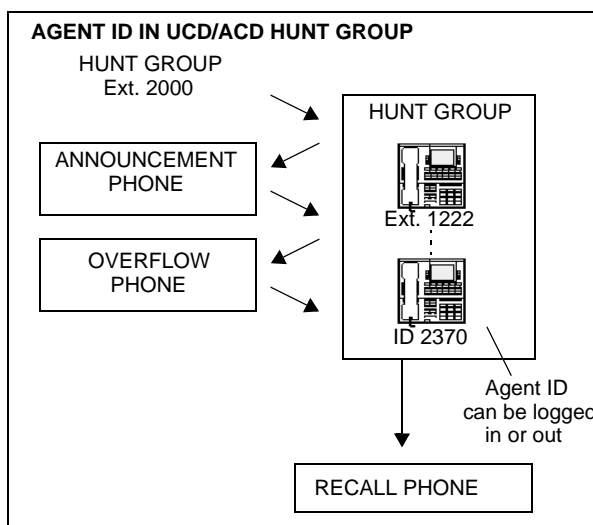 AGENT ID IN UCD/ACD HUNT GROUP
HUNT GROUP
Ext. 2000
HUNT GROUP
ANNOUNCEMENT
PHONE
Ext. 1222
OVERFLOW
PHONE
ID 2370
Agent ID
can be logged
in or out
RECALL PHONE